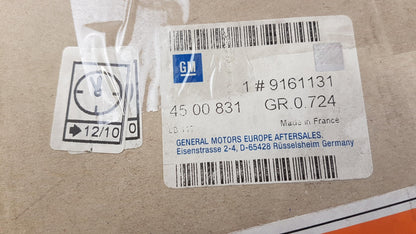 GM
1 # 9161131
45 00 831 GR.0.724
Made in France
GENERAL MOTORS EUROPE AFTERSALES.
Eisenstrasse 2-4, D-65428 Rüsselsheim Germany
12/10
0